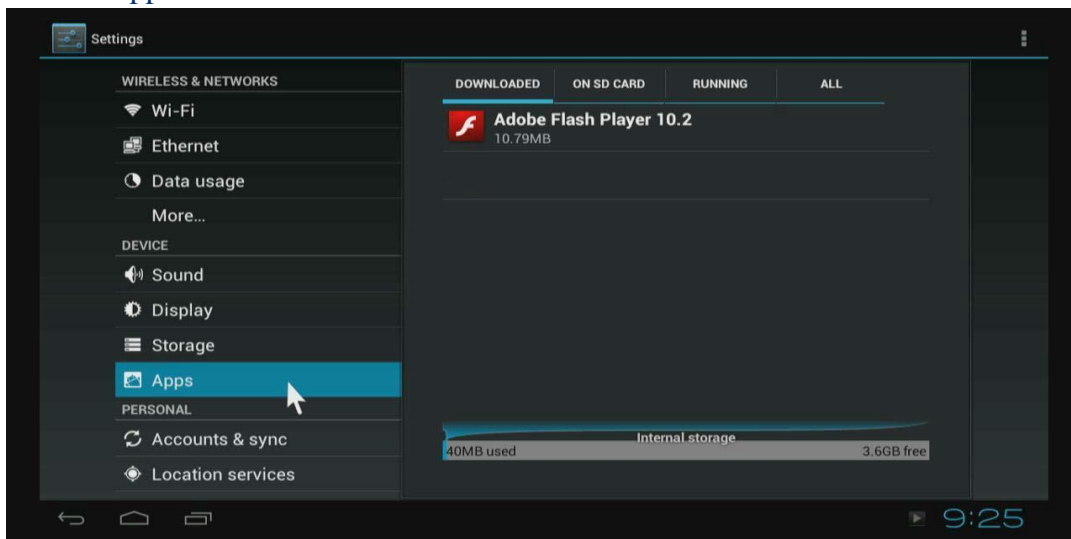 Settings
WIRELESS & NETWORKS
Wi-Fi
Ethernet
Data usage
More...
DEVICE
Sound
Display
Storage
Apps
PERSONAL
Accounts & sync
Location services
DOWNLOADED ON SD CARD RUNNING ALL
Adobe Flash Player 10.2
10.79MB
Internal storage
40MB used 3.6GB free
9:25